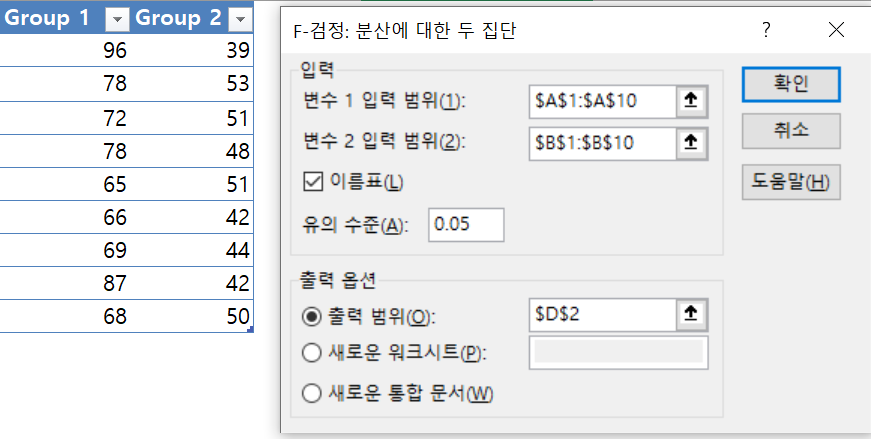 Group 1 Group 2
96 39
78 53
72 51
78 48
65 51
66 42
69 44
87 42
68 50
F-검정: 분산에 대한 두 집단
입력
변수 1 입력 범위(1): $A$1:$A$10
변수 2 입력 범위(2): $B$1:$B$10
이름표(L)
유의 수준(A): 0.05
출력 옵션
출력 범위(O): $D$2
새로운 워크시트(P):
새로운 통합 문서(W)
확인
취소
도움말(H)